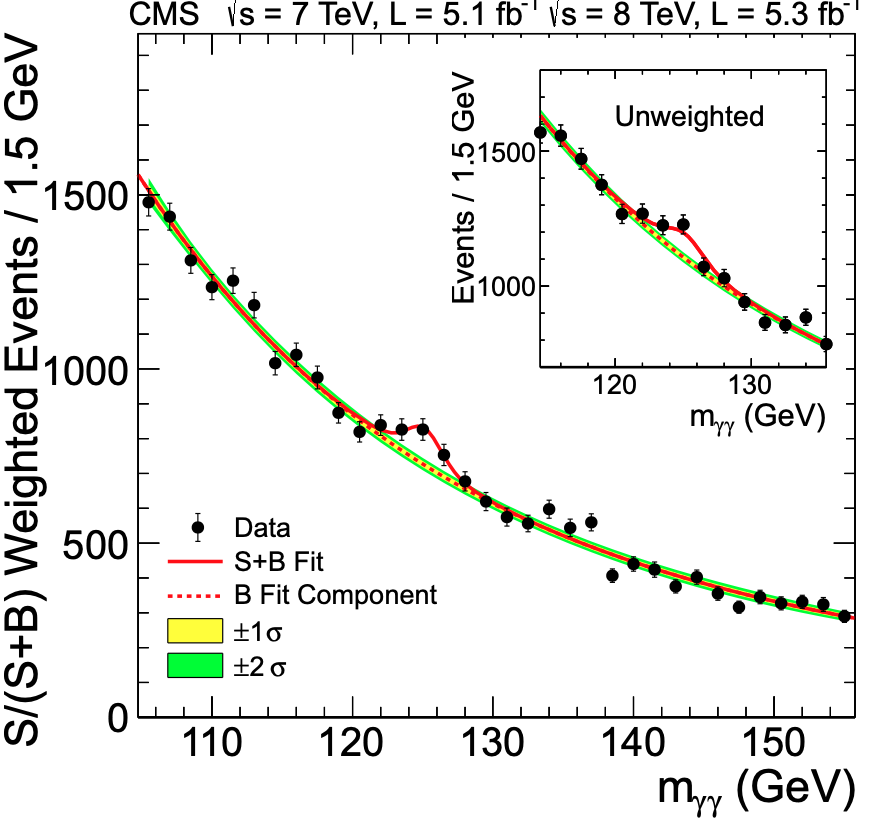 CMS √s = 7 TeV, L = 5.1 fb⁻¹ √s = 8 TeV, L = 5.3 fb⁻¹
S/(S+B) Weighted Events / 1.5 GeV
1500
1000
500
0
110 120 130 140 150
mγγ (GeV)
Unweighted
Events / 1.5 GeV
1500
1000
120 130
mγγ (GeV)
Data
S+B Fit
B Fit Component
±1σ
±2 σ